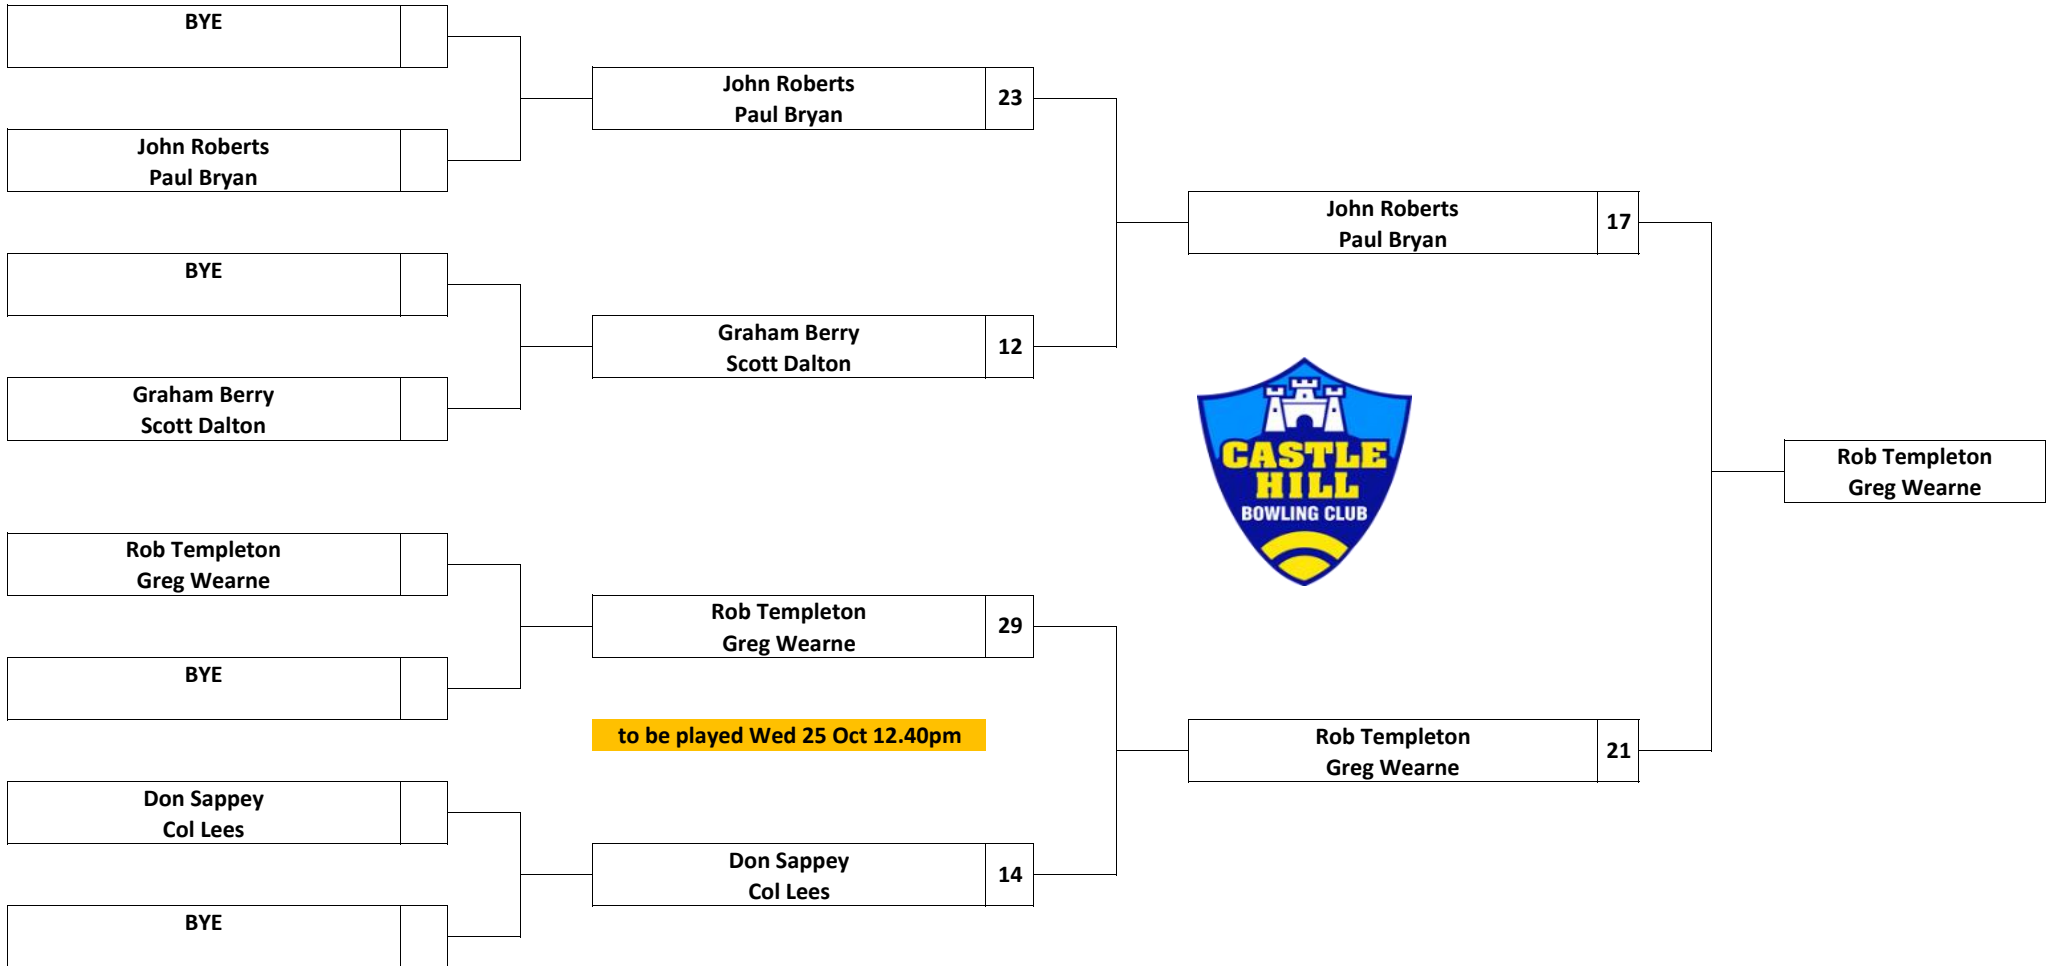 BYE
John Roberts
Paul Bryan
BYE
Graham Berry
Scott Dalton
Rob Templeton
Greg Wearne
BYE
Don Sappey
Col Lees
BYE
John Roberts
Paul Bryan
23
Graham Berry
Scott Dalton
12
Rob Templeton
Greg Wearne
29
to be played Wed 25 Oct 12.40pm
Don Sappey
Col Lees
14
John Roberts
Paul Bryan
17
CASTLE
HILL
BOWLING CLUB
Rob Templeton
Greg Wearne
21
Rob Templeton
Greg Wearne